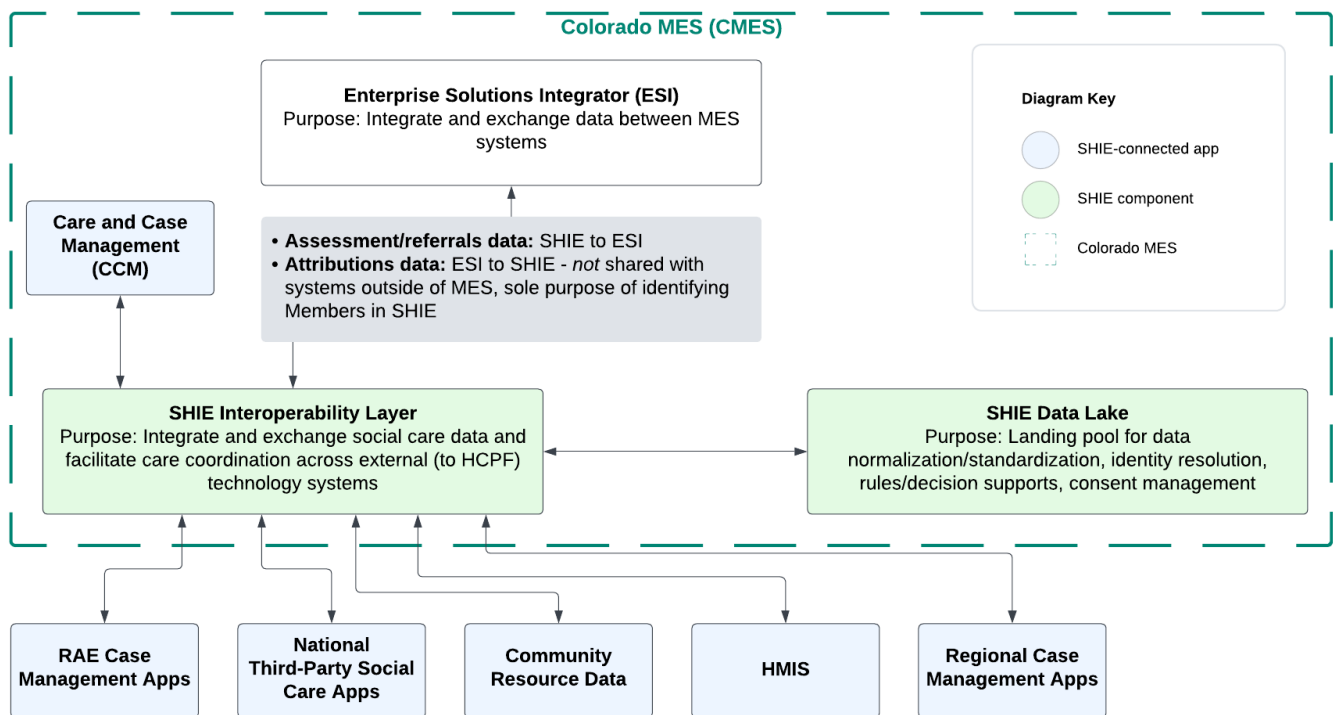 Colorado MES (CMES)
Enterprise Solutions Integrator (ESI)
Purpose: Integrate and exchange data between MES
systems
Diagram Key
SHIE-connected app
SHIE component
Colorado MES
Care and Case
Management
(CCM)
• Assessment/referrals data: SHIE to ESI
• Attributions data: ESI to SHIE - not shared with
systems outside of MES, sole purpose of identifying
Members in SHIE
SHIE Interoperability Layer
Purpose: Integrate and exchange social care data and
facilitate care coordination across external (to HCPF)
technology systems
SHIE Data Lake
Purpose: Landing pool for data
normalization/standardization, identity resolution,
rules/decision supports, consent management
RAE Case
Management Apps
National
Third-Party Social
Care Apps
Community
Resource Data
HMIS
Regional Case
Management Apps